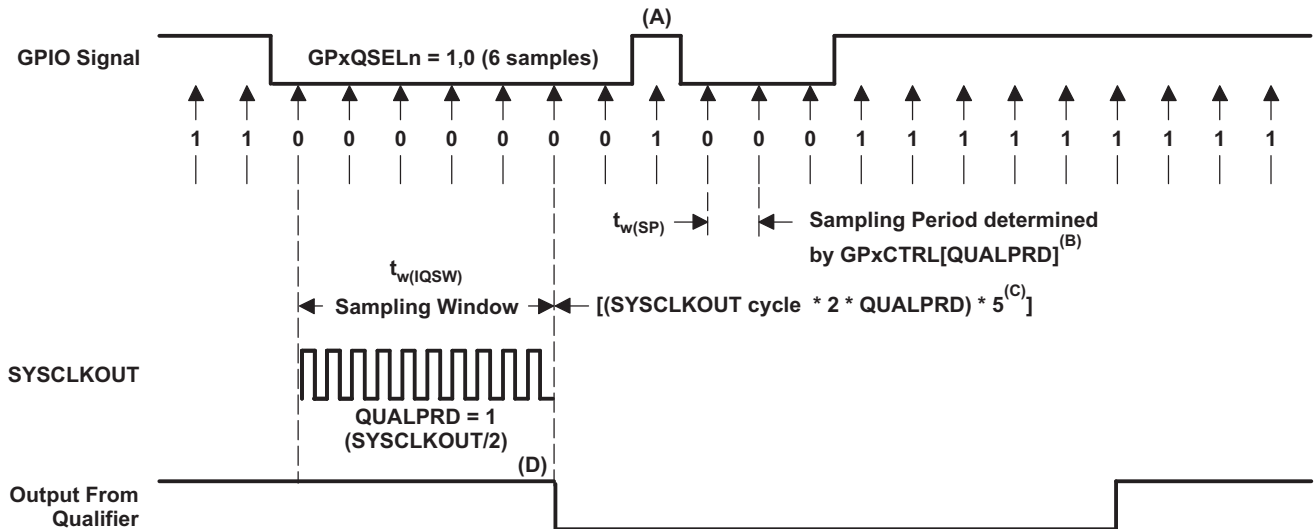 (A)
GPIO Signal
GPxQSELn = 1,0 (6 samples)
1 1 0 0 0 0 0 0 0 1 0 0 0 1 1 1 1 1 1 1 1 1
tw(SP)
Sampling Period determined
by GPxCTRL[QUALPRD](B)
tw(IQSW)
Sampling Window
[(SYSCLKOUT cycle * 2 * QUALPRD) * 5(C)]
SYSCLKOUT
QUALPRD = 1
(SYSCLKOUT/2)
(D)
Output From
Qualifier